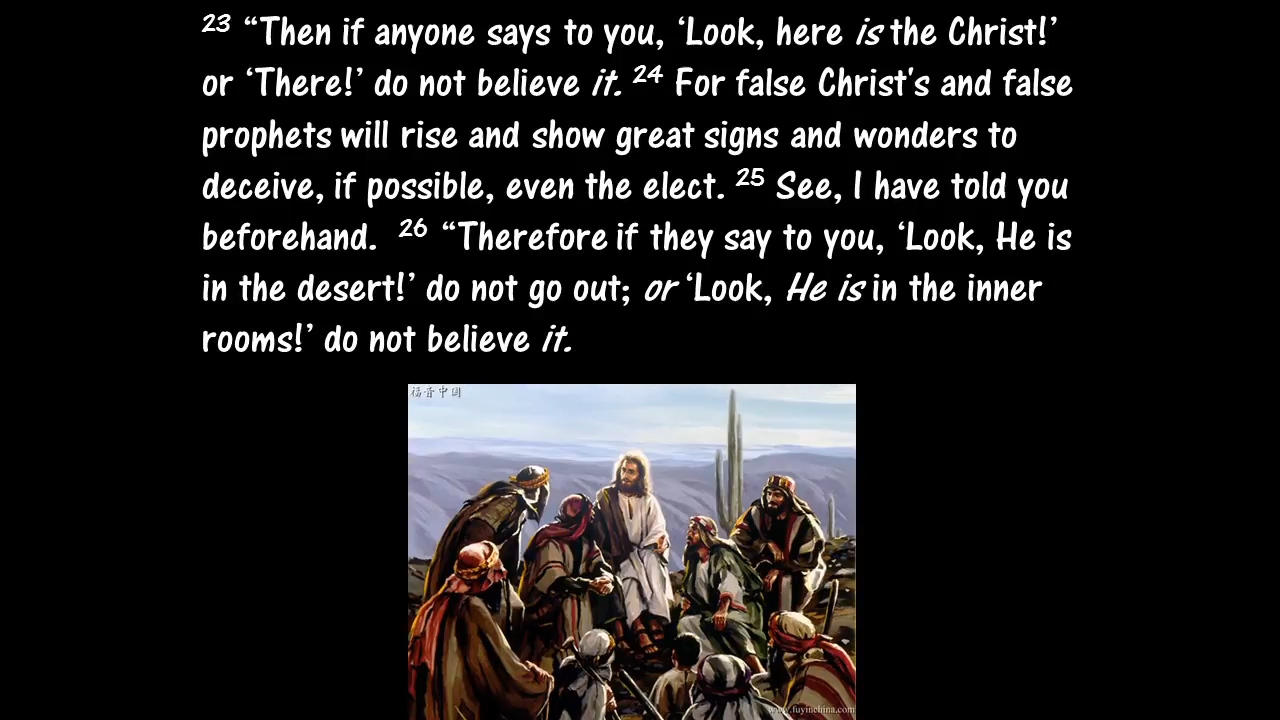 23 “Then if anyone says to you, ‘Look, here is the Christ!’
or ‘There!’ do not believe it. 24 For false Christ's and false
prophets will rise and show great signs and wonders to
deceive, if possible, even the elect. 25 See, I have told you
beforehand. 26 “Therefore if they say to you, ‘Look, He is
in the desert!’ do not go out; or ‘Look, He is in the inner
rooms!’ do not believe it.
福音中国
www.fuyinchina.com